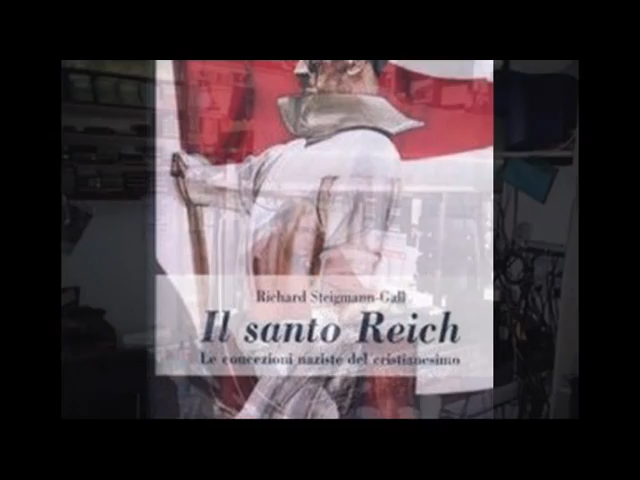 Richard Steigmann-Gall
Il santo Reich
Le concezioni naziste del cristianesimo